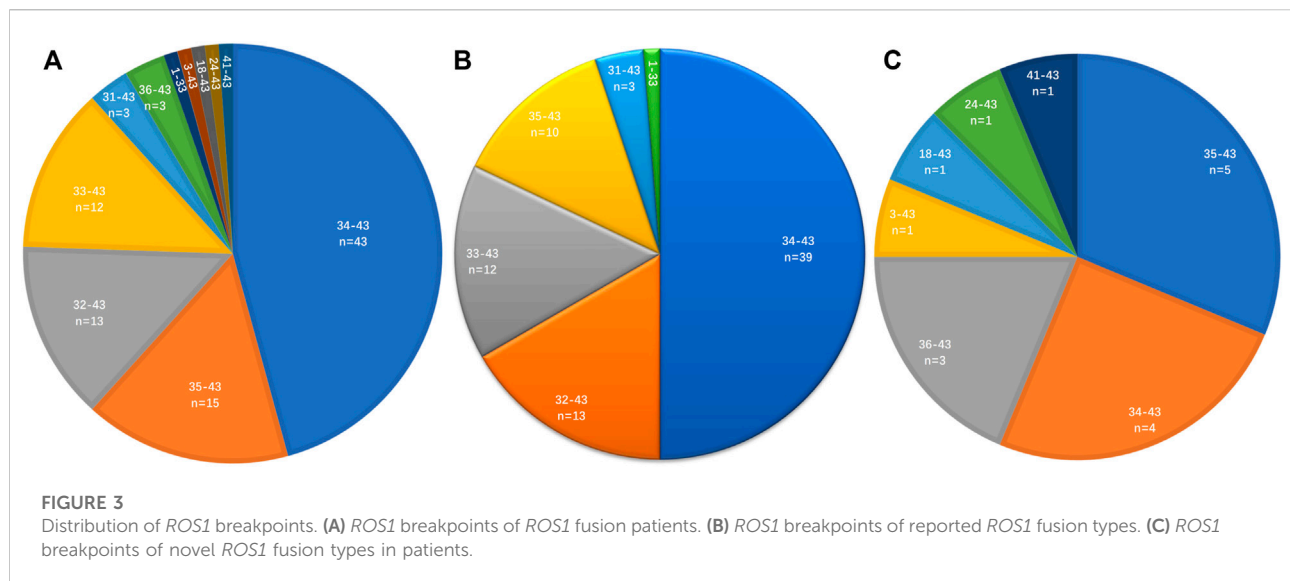 A
34-43
n=43
35-43
n=15
32-43
n=13
33-43
n=12
31-43
n=3
36-43
n=3
1-33
3-43
18-43
24-43
41-43
B
34-43
n=39
32-43
n=13
33-43
n=12
35-43
n=10
31-43
n=3
1-33
C
35-43
n=5
34-43
n=4
36-43
n=3
3-43
n=1
18-43
n=1
24-43
n=1
41-43
n=1
FIGURE 3
Distribution of ROS1 breakpoints. (A) ROS1 breakpoints of ROS1 fusion patients. (B) ROS1 breakpoints of reported ROS1 fusion types. (C) ROS1
breakpoints of novel ROS1 fusion types in patients.